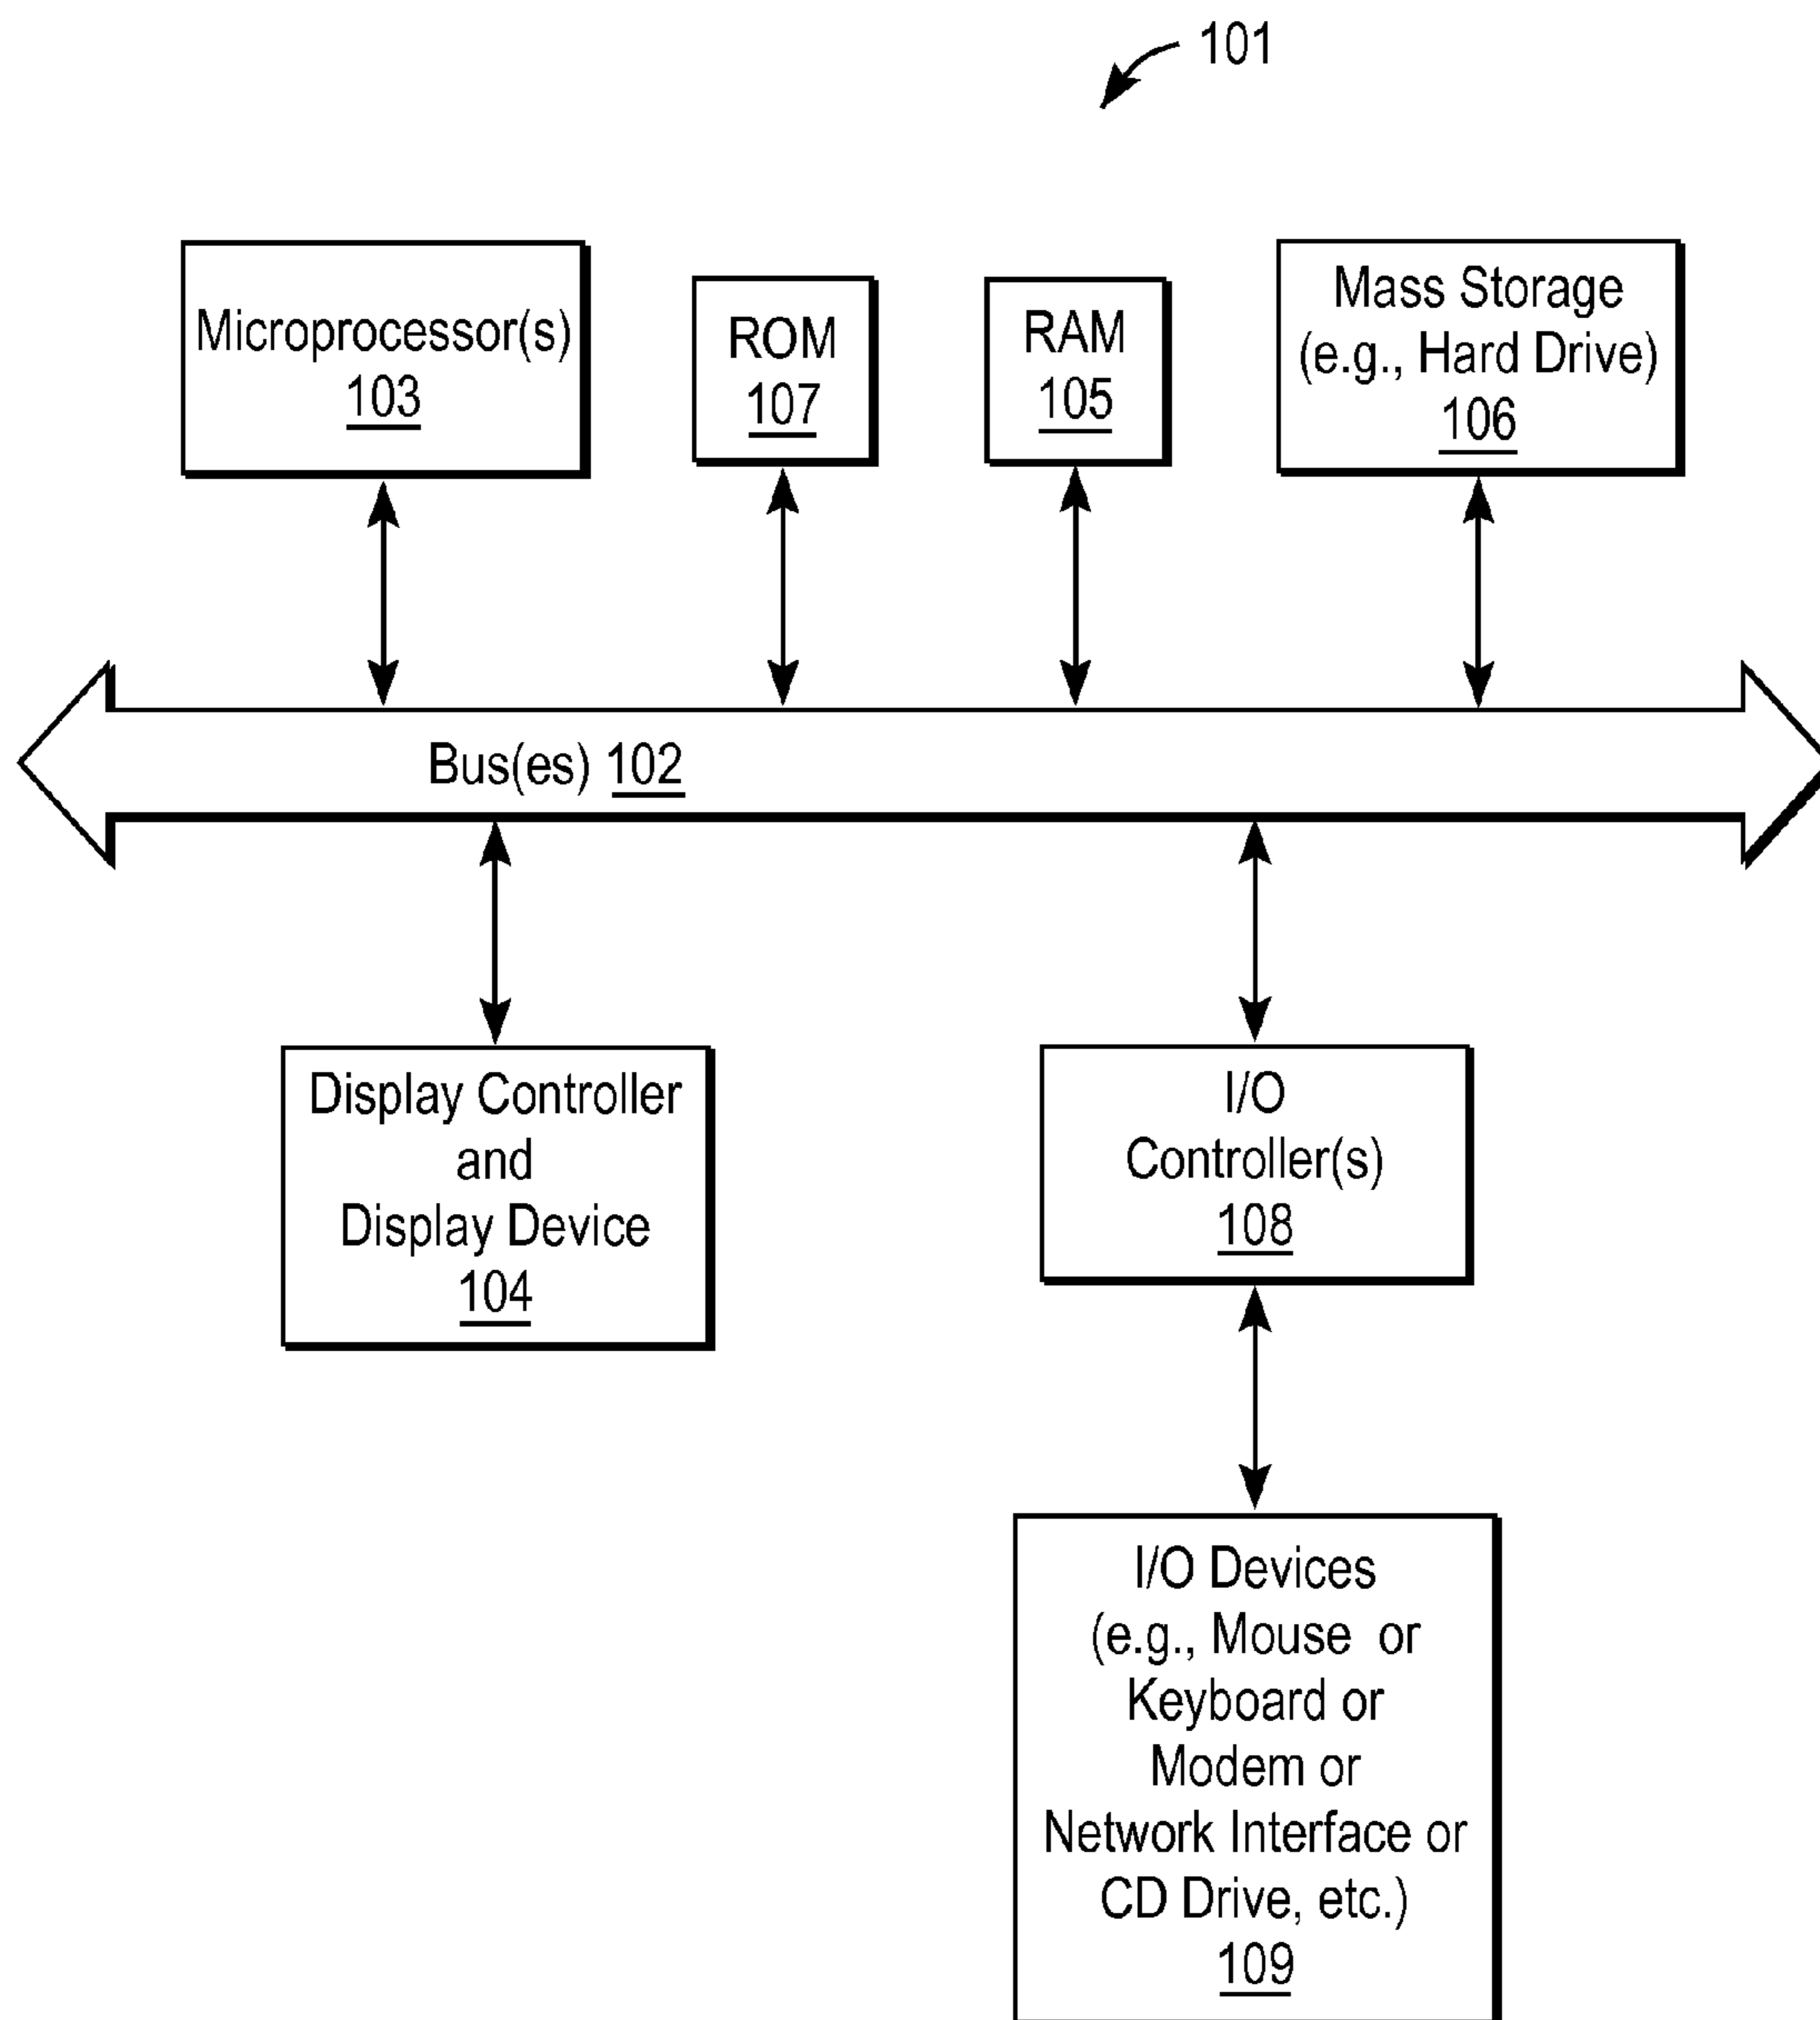 101
Microprocessor(s)
103
ROM
107
RAM
105
Mass Storage
(e.g., Hard Drive)
106
Bus(es) 102
Display Controller
and
Display Device
104
I/O
Controller(s)
108
I/O Devices
(e.g., Mouse or
Keyboard or
Modem or
Network Interface or
CD Drive, etc.)
109